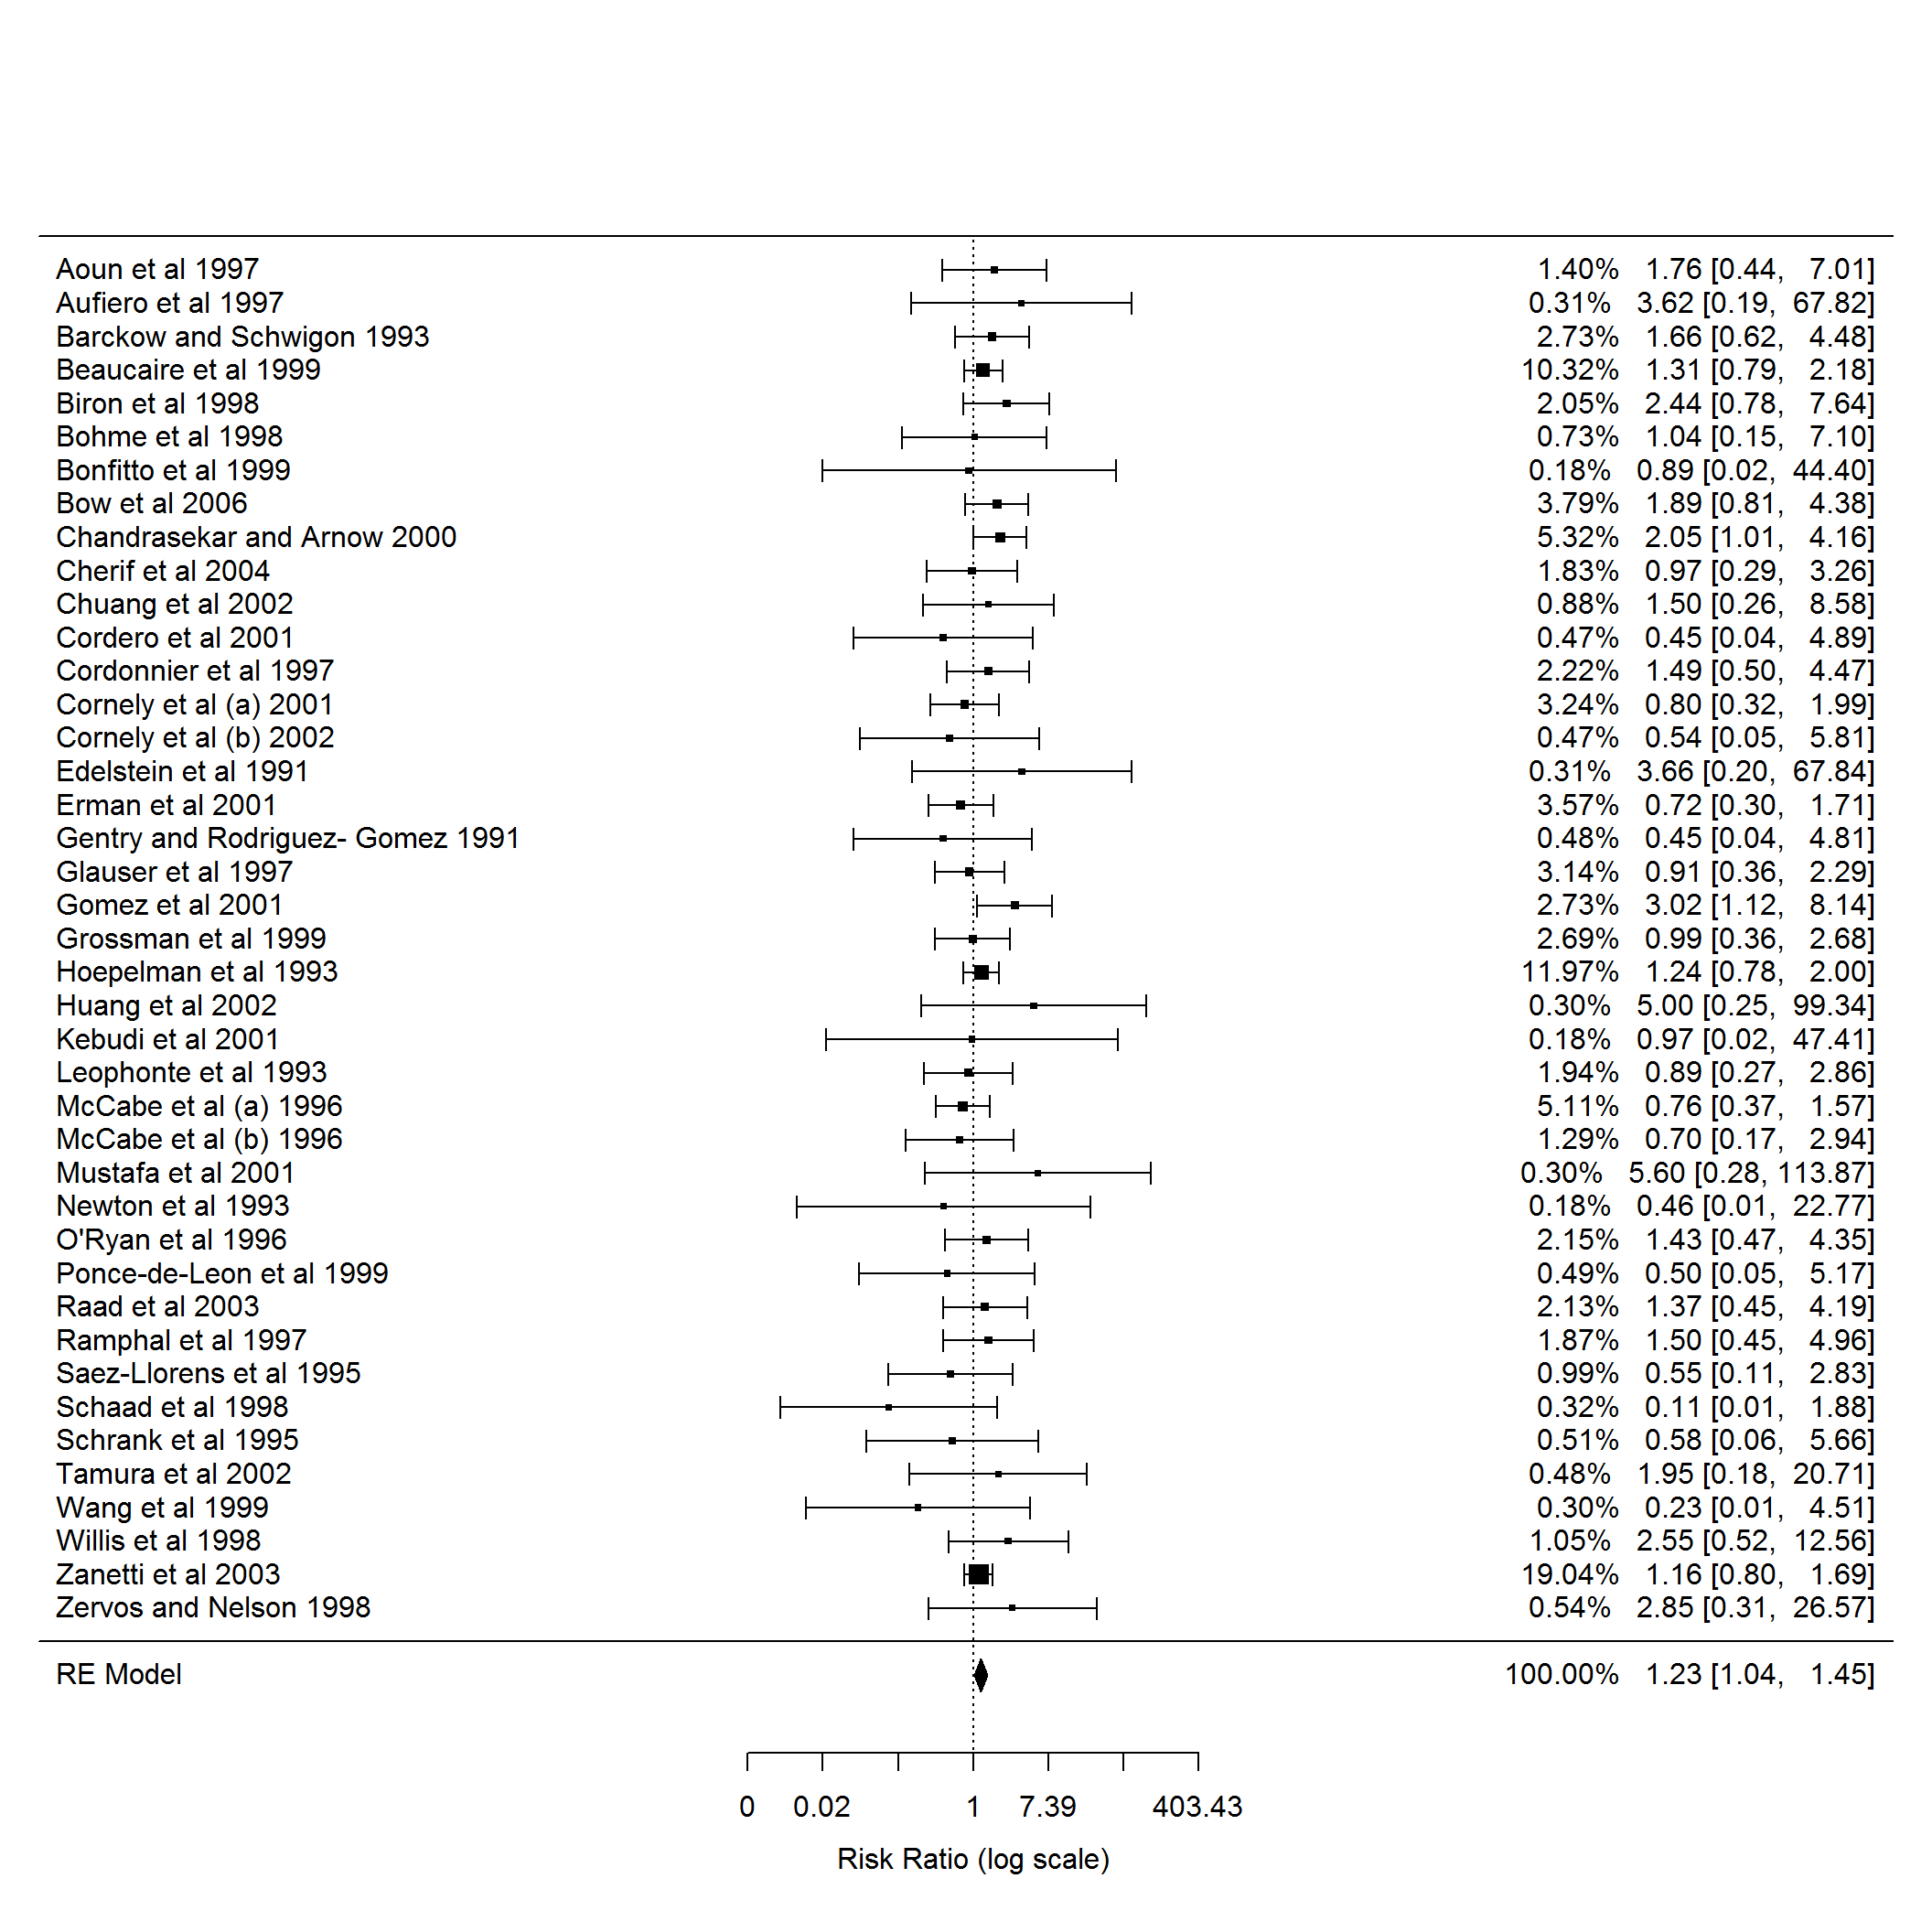 Aoun et al 1997 1.40% 1.76 [0.44, 7.01]
Aufiero et al 1997 0.31% 3.62 [0.19, 67.82]
Barckow and Schwigon 1993 2.73% 1.66 [0.62, 4.48]
Beaucaire et al 1999 10.32% 1.31 [0.79, 2.18]
Biron et al 1998 2.05% 2.44 [0.78, 7.64]
Bohme et al 1998 0.73% 1.04 [0.15, 7.10]
Bonfitto et al 1999 0.18% 0.89 [0.02, 44.40]
Bow et al 2006 3.79% 1.89 [0.81, 4.38]
Chandrasekar and Arnow 2000 5.32% 2.05 [1.01, 4.16]
Cherif et al 2004 1.83% 0.97 [0.29, 3.26]
Chuang et al 2002 0.88% 1.50 [0.26, 8.58]
Cordero et al 2001 0.47% 0.45 [0.04, 4.89]
Cordonnier et al 1997 2.22% 1.49 [0.50, 4.47]
Cornely et al (a) 2001 3.24% 0.80 [0.32, 1.99]
Cornely et al (b) 2002 0.47% 0.54 [0.05, 5.81]
Edelstein et al 1991 0.31% 3.66 [0.20, 67.84]
Erman et al 2001 3.57% 0.72 [0.30, 1.71]
Gentry and Rodriguez- Gomez 1991 0.48% 0.45 [0.04, 4.81]
Glauser et al 1997 3.14% 0.91 [0.36, 2.29]
Gomez et al 2001 2.73% 3.02 [1.12, 8.14]
Grossman et al 1999 2.69% 0.99 [0.36, 2.68]
Hoepelman et al 1993 11.97% 1.24 [0.78, 2.00]
Huang et al 2002 0.30% 5.00 [0.25, 99.34]
Kebudi et al 2001 0.18% 0.97 [0.02, 47.41]
Leophonte et al 1993 1.94% 0.89 [0.27, 2.86]
McCabe et al (a) 1996 5.11% 0.76 [0.37, 1.57]
McCabe et al (b) 1996 1.29% 0.70 [0.17, 2.94]
Mustafa et al 2001 0.30% 5.60 [0.28, 113.87]
Newton et al 1993 0.18% 0.46 [0.01, 22.77]
O'Ryan et al 1996 2.15% 1.43 [0.47, 4.35]
Ponce-de-Leon et al 1999 0.49% 0.50 [0.05, 5.17]
Raad et al 2003 2.13% 1.37 [0.45, 4.19]
Ramphal et al 1997 1.87% 1.50 [0.45, 4.96]
Saez-Llorens et al 1995 0.99% 0.55 [0.11, 2.83]
Schaad et al 1998 0.32% 0.11 [0.01, 1.88]
Schrank et al 1995 0.51% 0.58 [0.06, 5.66]
Tamura et al 2002 0.48% 1.95 [0.18, 20.71]
Wang et al 1999 0.30% 0.23 [0.01, 4.51]
Willis et al 1998 1.05% 2.55 [0.52, 12.56]
Zanetti et al 2003 19.04% 1.16 [0.80, 1.69]
Zervos and Nelson 1998 0.54% 2.85 [0.31, 26.57]
RE Model 100.00% 1.23 [1.04, 1.45]
0 0.02 1 7.39 403.43
Risk Ratio (log scale)